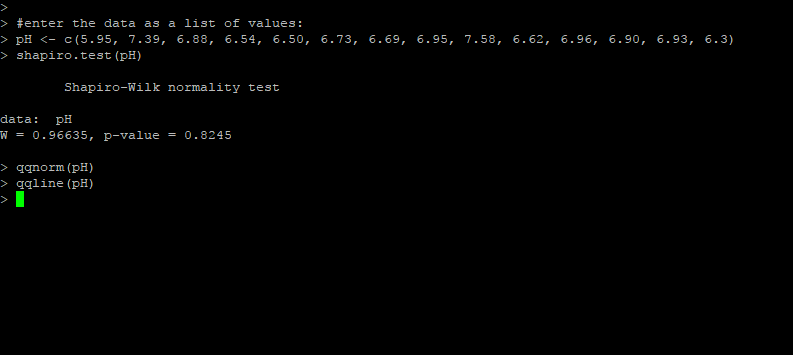 >
> #enter the data as a list of values:
> pH <- c(5.95, 7.39, 6.88, 6.54, 6.50, 6.73, 6.69, 6.95, 7.58, 6.62, 6.96, 6.90, 6.93, 6.3)
> shapiro.test(pH)
Shapiro-Wilk normality test
data:  pH
W = 0.96635, p-value = 0.8245
> qqnorm(pH)
> qqline(pH)
>